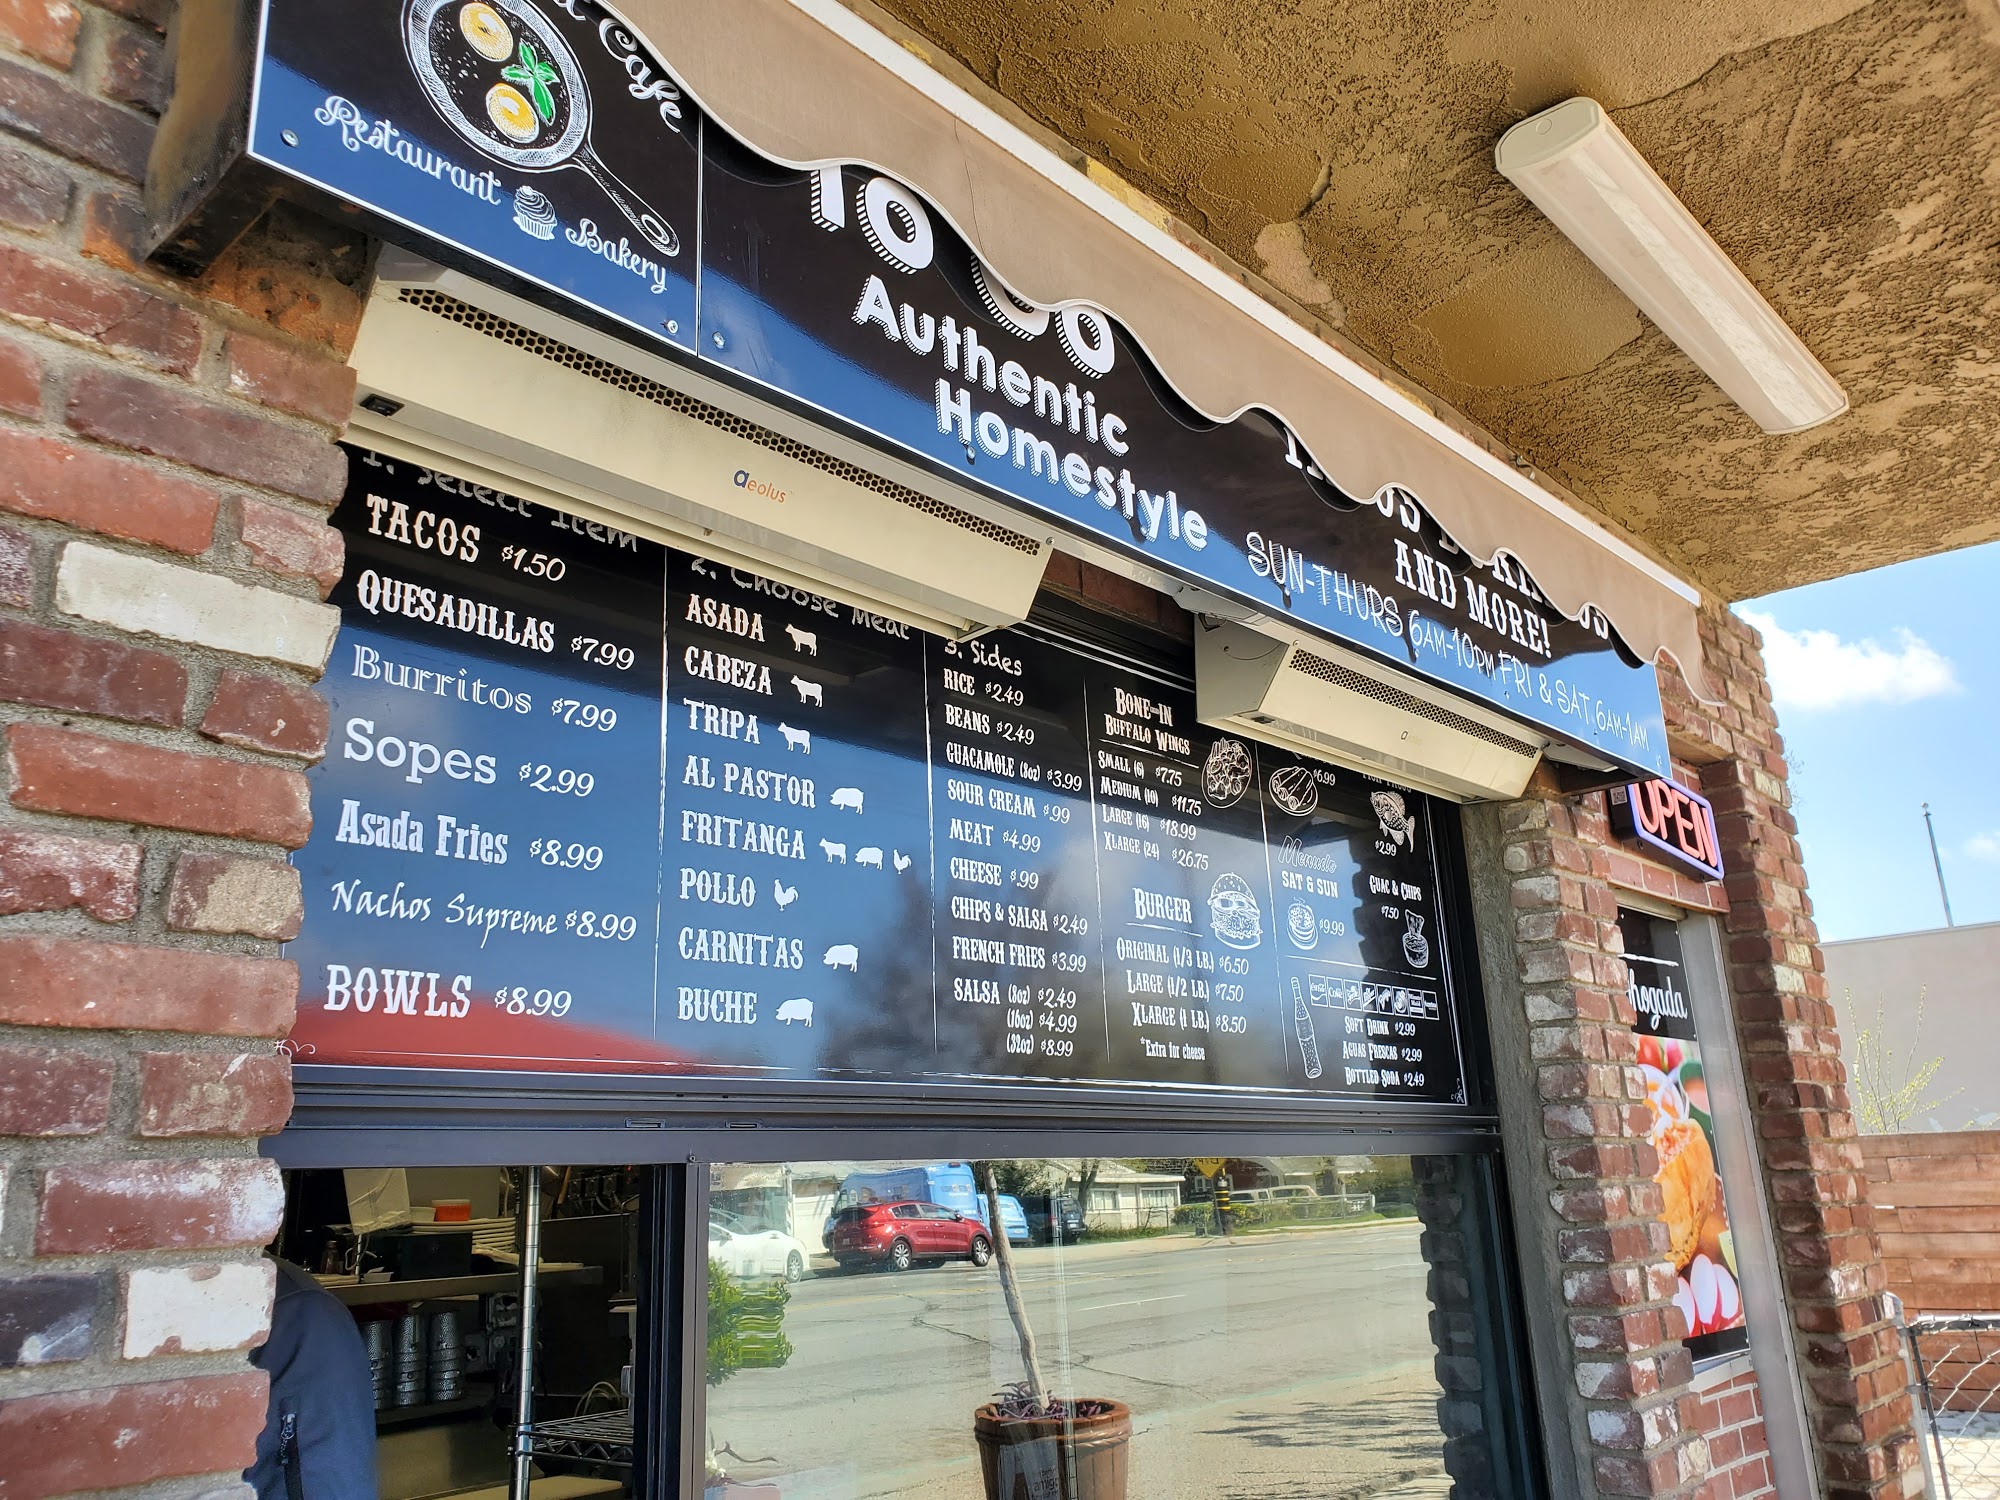 Cafe
Restaurant Bakery
TO GO
Authentic
Homestyle
AND MORE!
SUN-THURS 6AM-10PM FRI & SAT 6AM-1AM
aeolus
OPEN
1. Select Item
TACOS $1.50
QUESADILLAS $7.99
Burritos $7.99
Sopes $2.99
Asada Fries $8.99
Nachos Supreme $8.99
BOWLS $8.99
2. Choose Meat
ASADA
CABEZA
TRIPA
AL PASTOR
FRITANGA
POLLO
CARNITAS
BUCHE
3. Sides
RICE $2.49
BEANS $2.49
GUACAMOLE (8oz) $3.99
SOUR CREAM $.99
MEAT $4.99
CHEESE $.99
CHIPS & SALSA $2.49
FRENCH FRIES $3.99
SALSA (8oz) $2.49
(16oz) $4.99
(32oz) $8.99
BONE-IN
BUFFALO WINGS
SMALL (6) $7.75
MEDIUM (10) $11.75
LARGE (16) $18.99
XLARGE (24) $26.75
BURGER
ORIGINAL (1/3 LB.) $6.50
LARGE (1/2 LB.) $7.50
XLARGE (1 LB.) $8.50
*Extra for cheese
$6.99
Menudo
SAT & SUN
$9.99
$2.99
GUAC & CHIPS
$7.50
SOFT DRINK $2.99
AGUAS FRESCAS $2.99
BOTTLED SODA $2.49
hogada